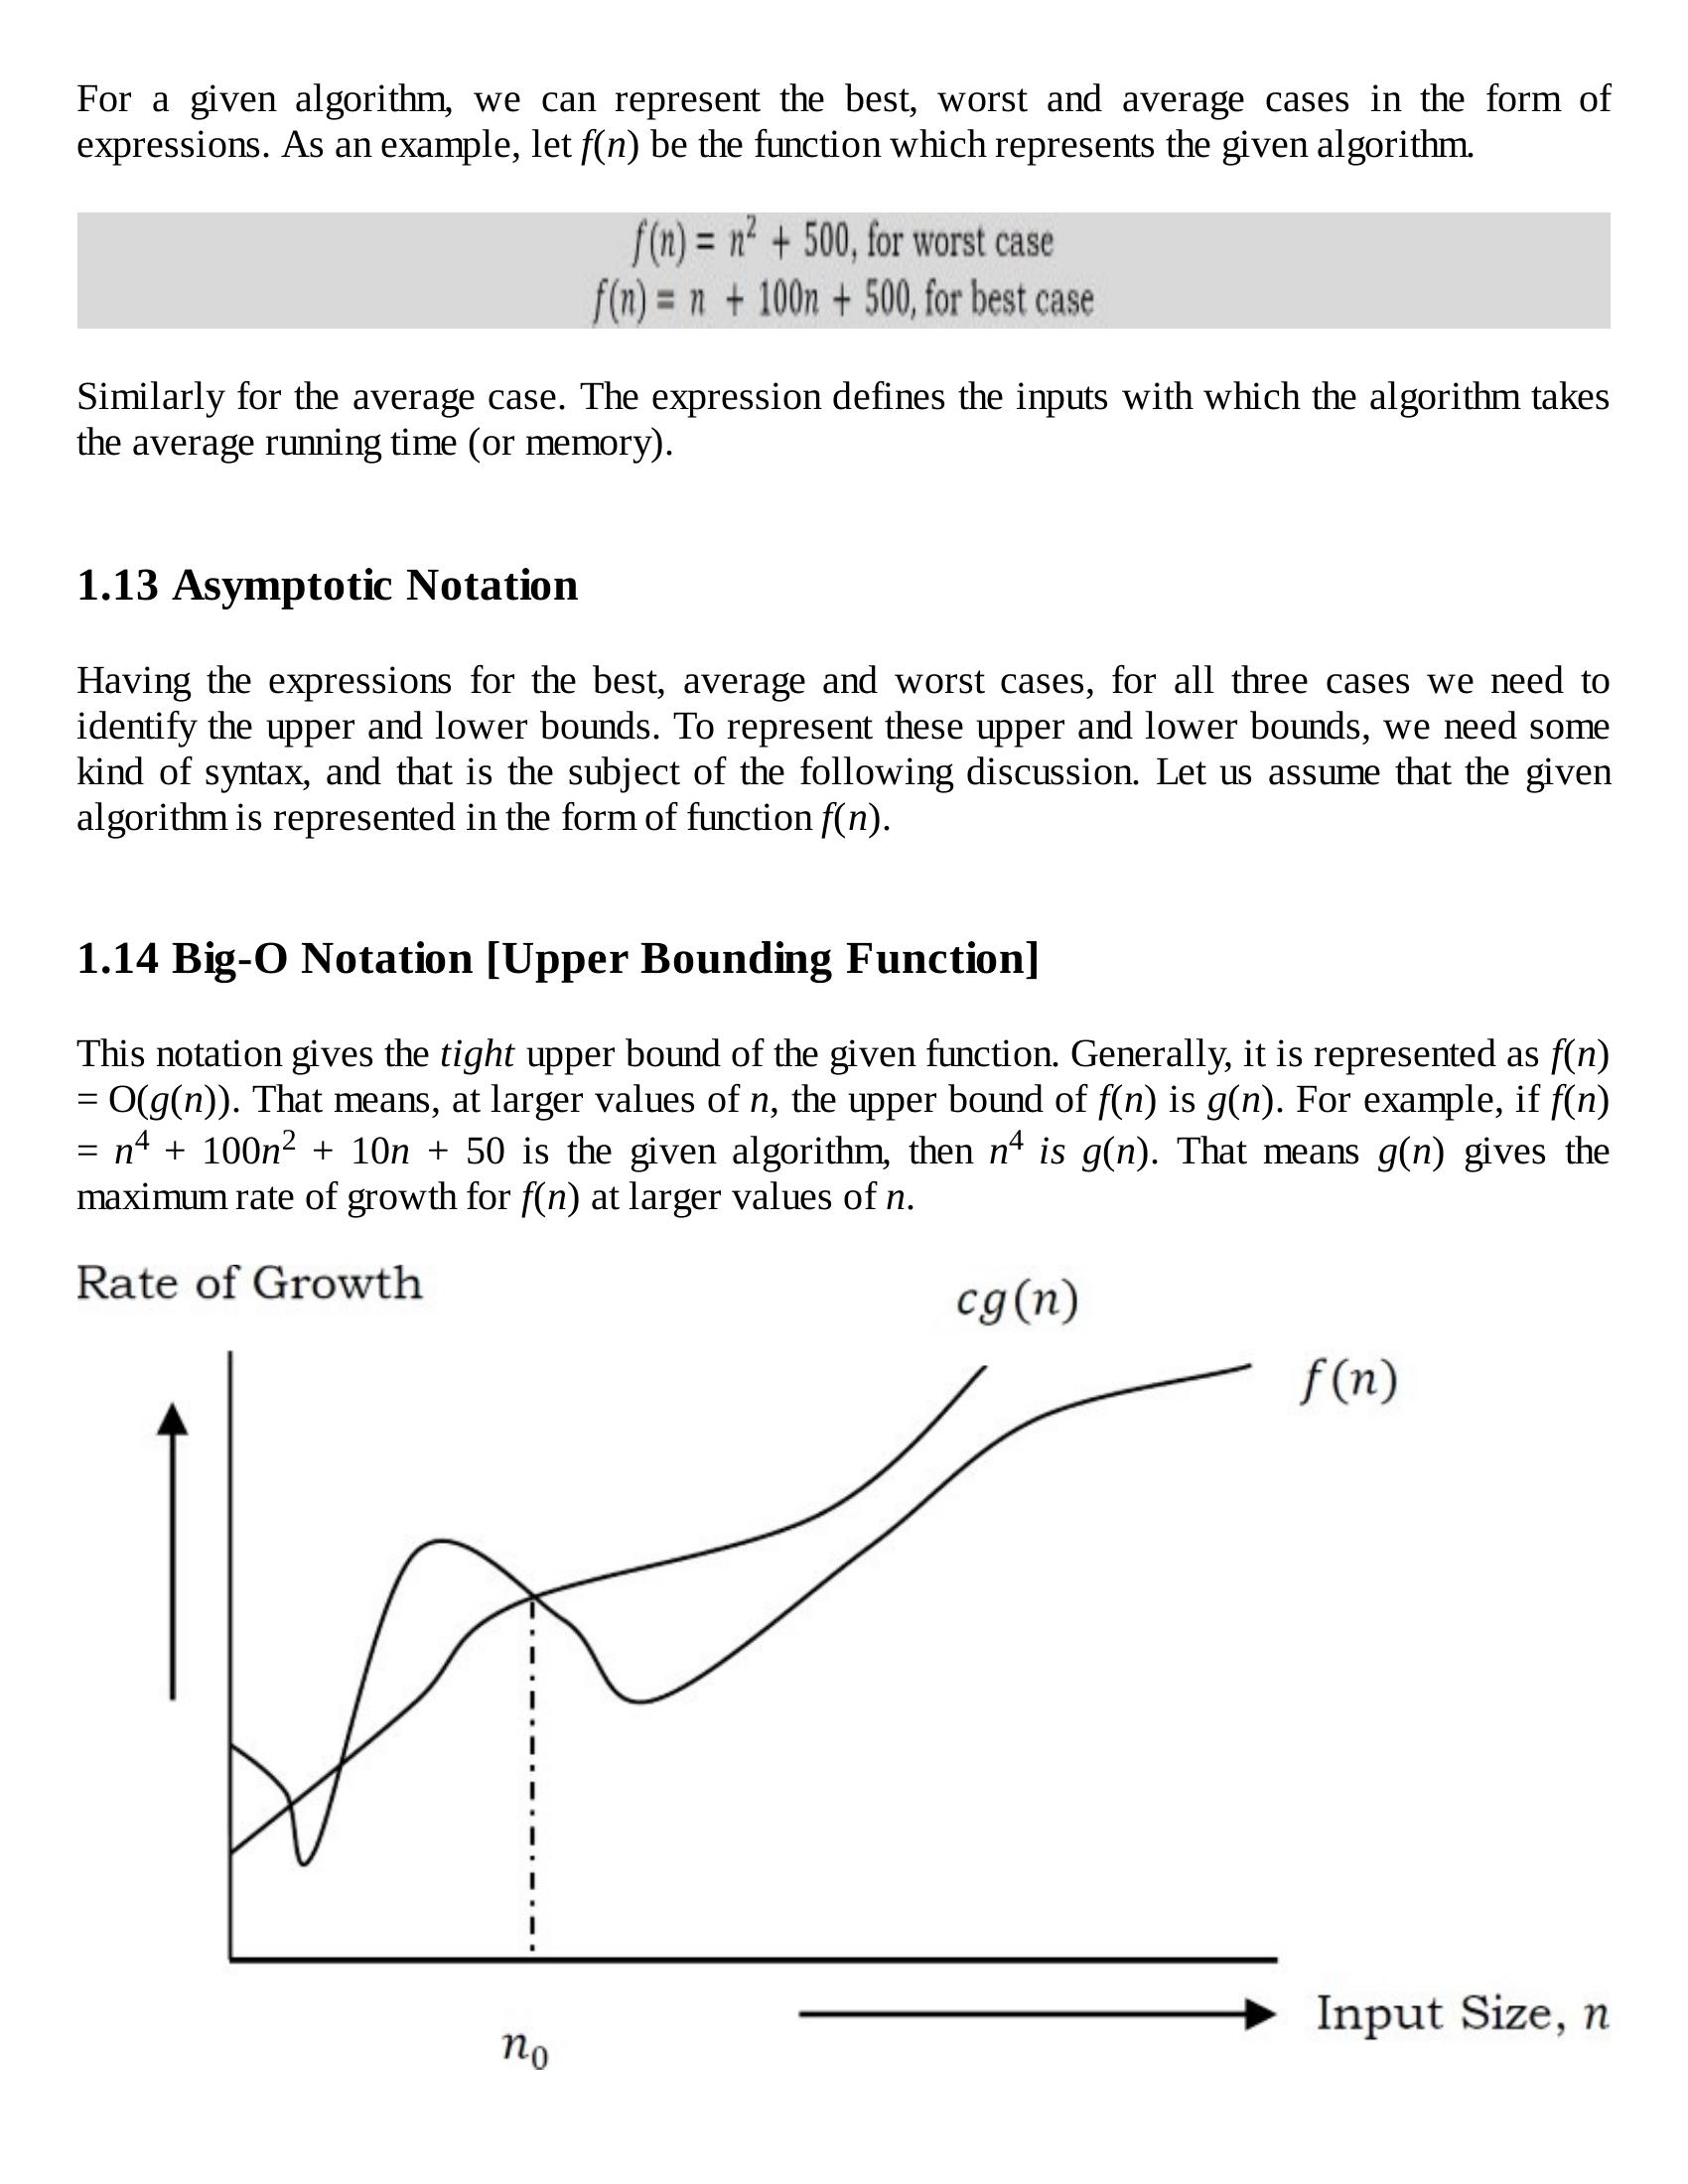 For a given algorithm, we can represent the best, worst and average cases in the form of
expressions. As an example, let f(n) be the function which represents the given algorithm.
f(n) = n² + 500, for worst case
f(n) = n + 100n + 500, for best case
Similarly for the average case. The expression defines the inputs with which the algorithm takes
the average running time (or memory).
1.13 Asymptotic Notation
Having the expressions for the best, average and worst cases, for all three cases we need to
identify the upper and lower bounds. To represent these upper and lower bounds, we need some
kind of syntax, and that is the subject of the following discussion. Let us assume that the given
algorithm is represented in the form of function f(n).
1.14 Big-O Notation [Upper Bounding Function]
This notation gives the tight upper bound of the given function. Generally, it is represented as f(n)
= O(g(n)). That means, at larger values of n, the upper bound of f(n) is g(n). For example, if f(n)
= n⁴ + 100n² + 10n + 50 is the given algorithm, then n⁴ is g(n). That means g(n) gives the
maximum rate of growth for f(n) at larger values of n.
Rate of Growth
cg(n)
f(n)
Input Size, n
n₀